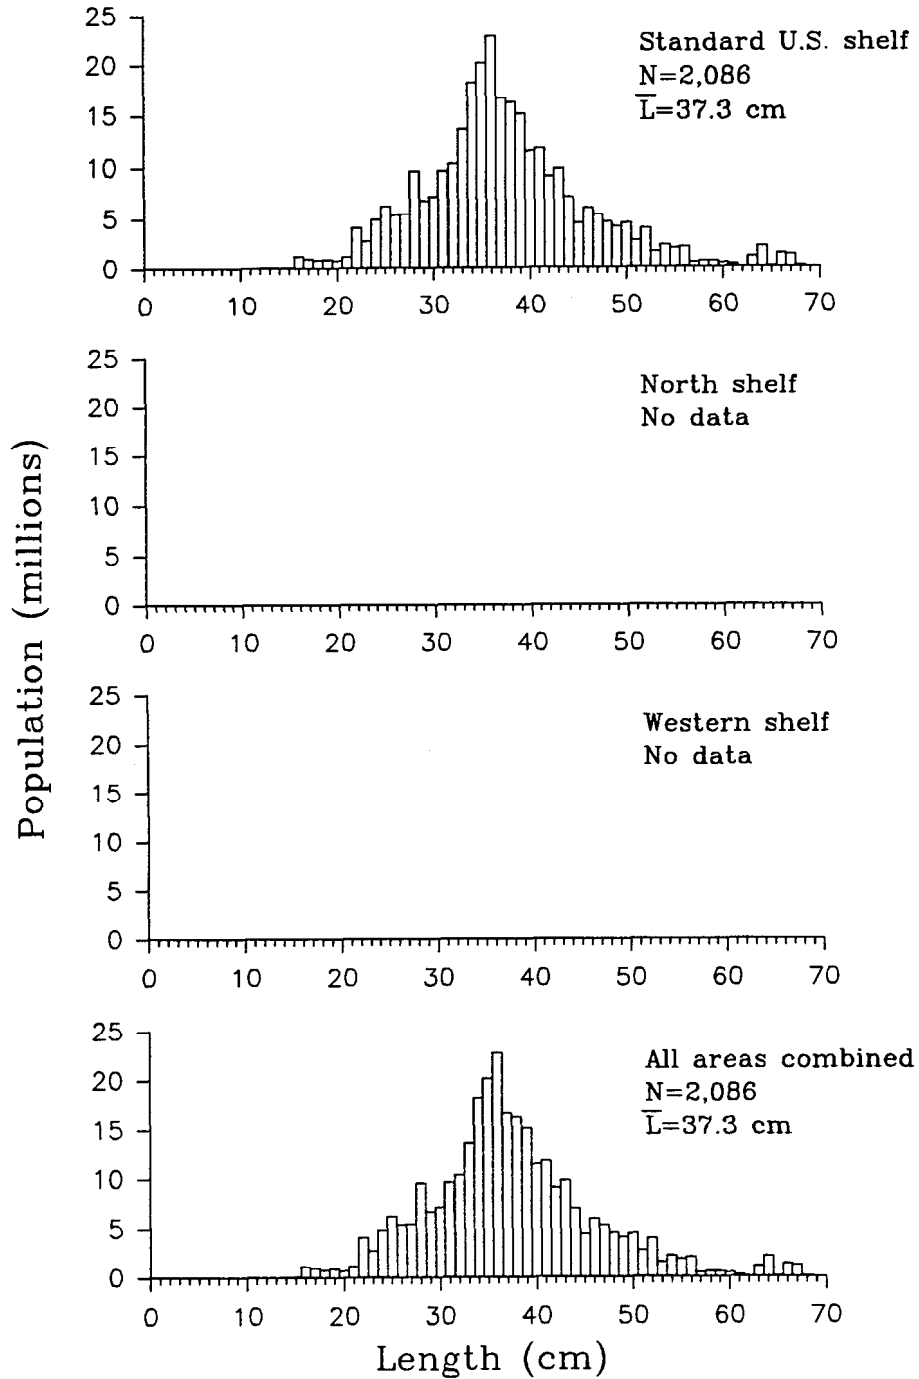 Population (millions)
25
20
15
10
5
0
0 10 20 30 40 50 60 70
Standard U.S. shelf
N=2,086
L̅=37.3 cm
25
20
15
10
5
0
0 10 20 30 40 50 60 70
North shelf
No data
25
20
15
10
5
0
0 10 20 30 40 50 60 70
Western shelf
No data
25
20
15
10
5
0
0 10 20 30 40 50 60 70
All areas combined
N=2,086
L̅=37.3 cm
Length (cm)